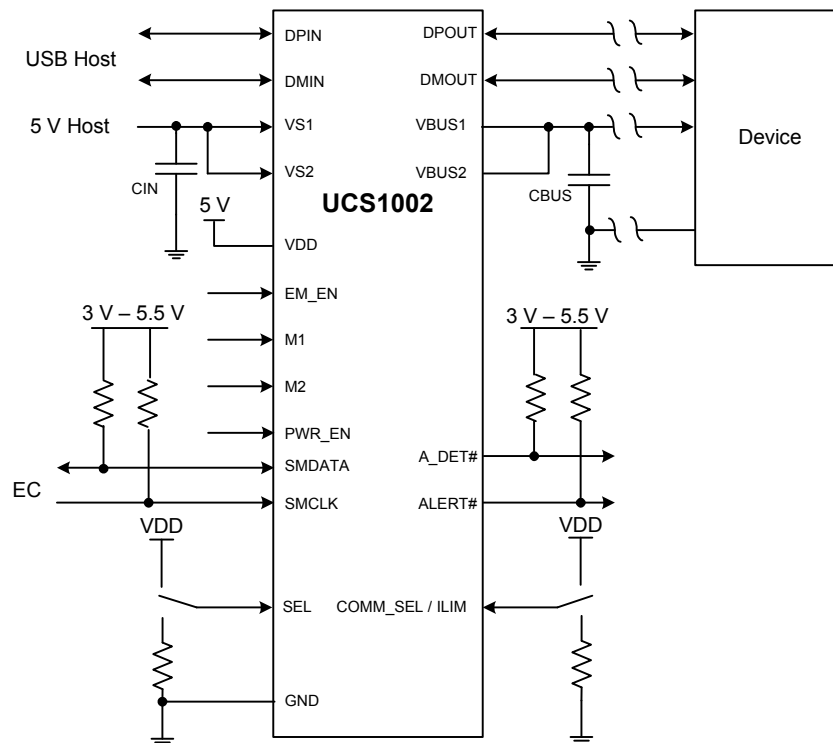 USB Host
DPIN
DPOUT
DMIN
DMOUT
5 V Host
VS1
VBUS1
Device
VS2
VBUS2
CIN
CBUS
UCS1002
5 V
VDD
EM_EN
3 V – 5.5 V
3 V – 5.5 V
M1
M2
PWR_EN
A_DET#
SMDATA
EC
SMCLK
ALERT#
VDD
VDD
SEL
COMM_SEL / ILIM
GND